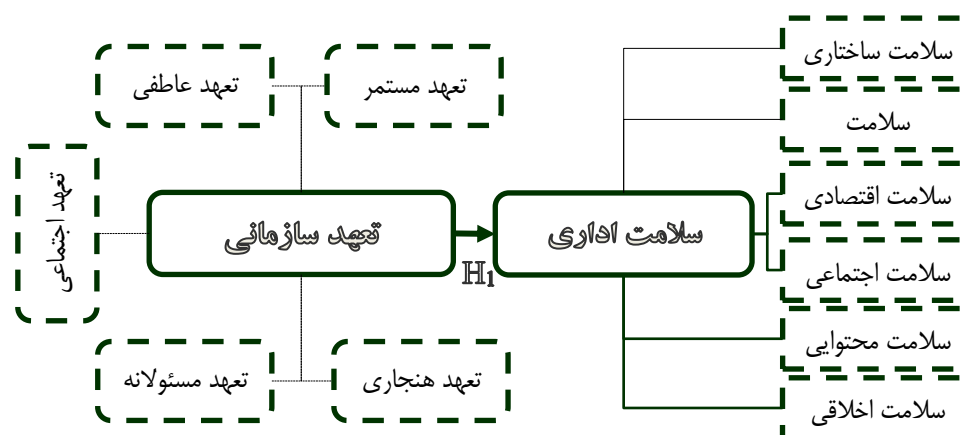 سلامت ساختاری
سلامت
سلامت اقتصادی
سلامت اجتماعی
سلامت محتوایی
سلامت اخلاقی
سلامت اداری
H1
تعهد سازمانی
تعهد مستمر
تعهد عاطفی
تعهد اجتماعی
تعهد هنجاری
تعهد مسئولانه